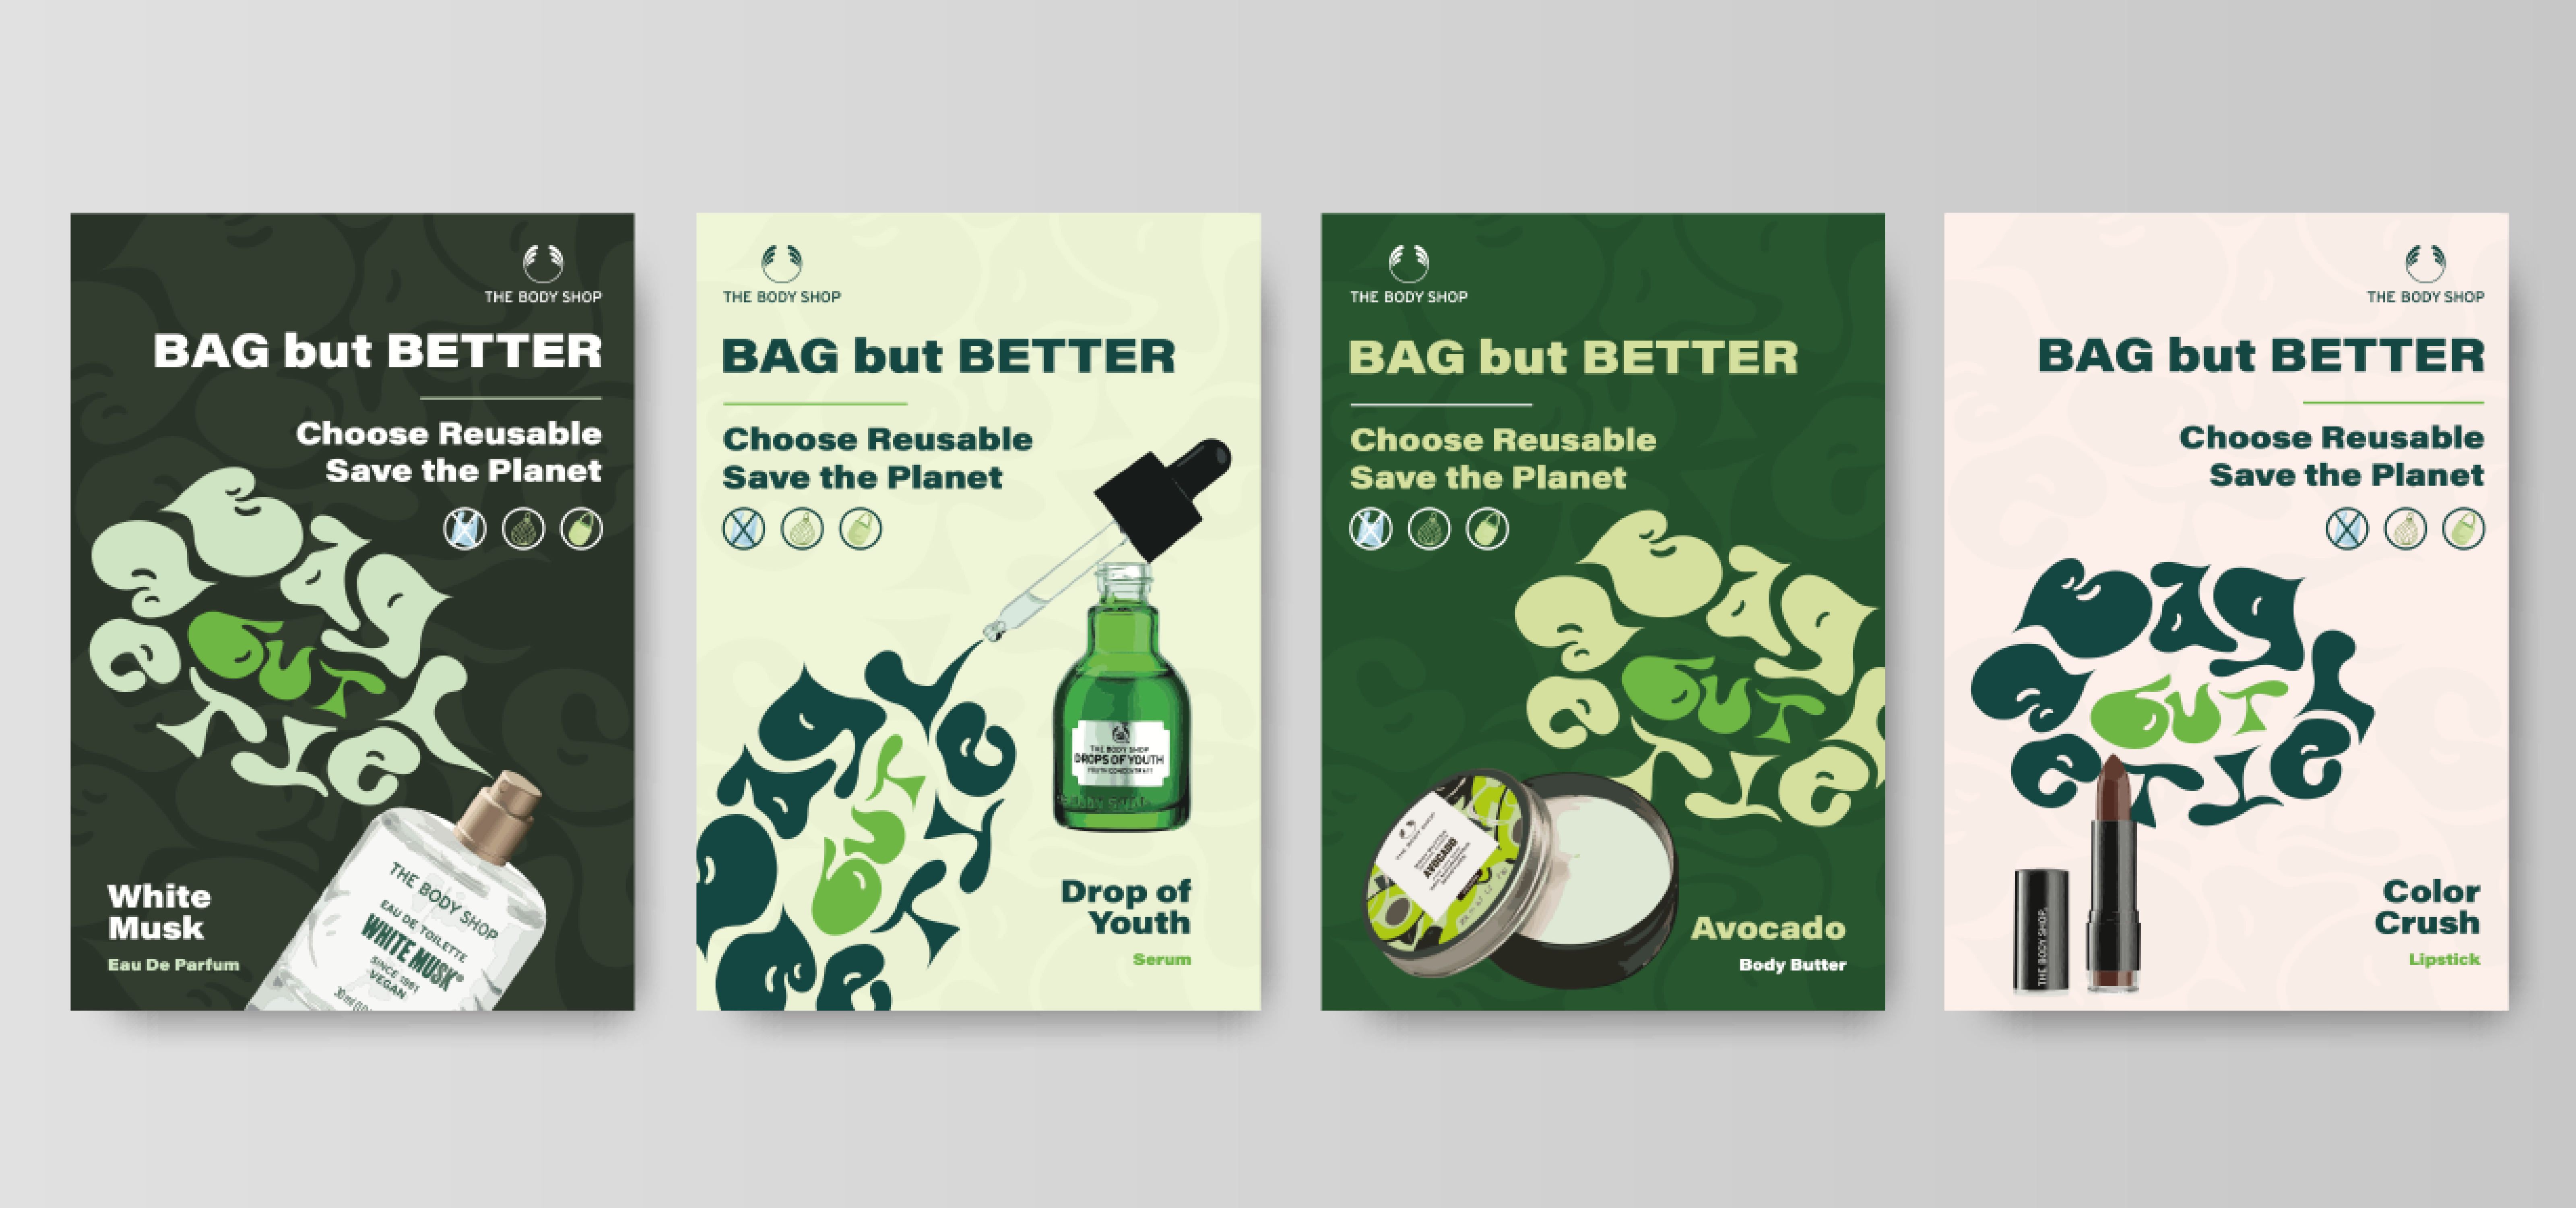 THE BODY SHOP
BAG but BETTER
Choose Reusable
Save the Planet
Bag
but
Better
THE BODY SHOP
EAU DE TOILETTE
WHITE MUSK®
SINCE 1981
VEGAN
White
Musk
Eau De Parfum
THE BODY SHOP
BAG but BETTER
Choose Reusable
Save the Planet
Bag
but
Better
THE BODY SHOP
DROPS OF YOUTH
YOUTH CONCENTRATE
Drop of
Youth
Serum
THE BODY SHOP
BAG but BETTER
Choose Reusable
Save the Planet
Bag
but
Bette
THE BODY SHOP
AVOCADO
Avocado
Body Butter
THE BODY SHOP
BAG but BETTER
Choose Reusable
Save the Planet
Bag
but
Better
THE BODY SHOP
Color
Crush
Lipstick